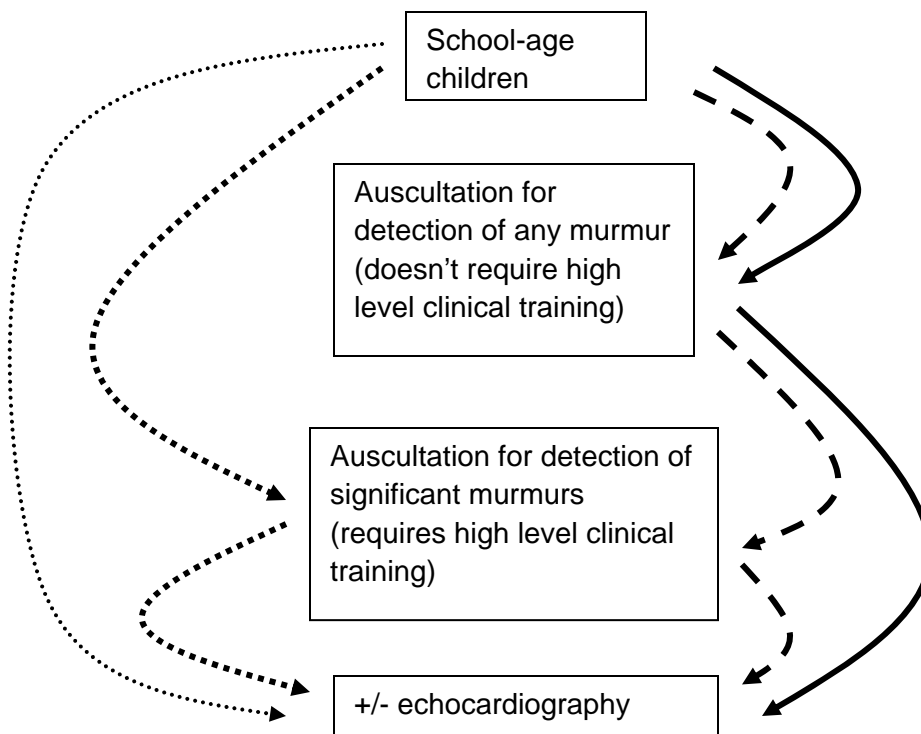 School-age
children
Auscultation for
detection of any murmur
(doesn’t require high
level clinical training)
Auscultation for detection of
significant murmurs
(requires high level clinical
training)
+/- echocardiography